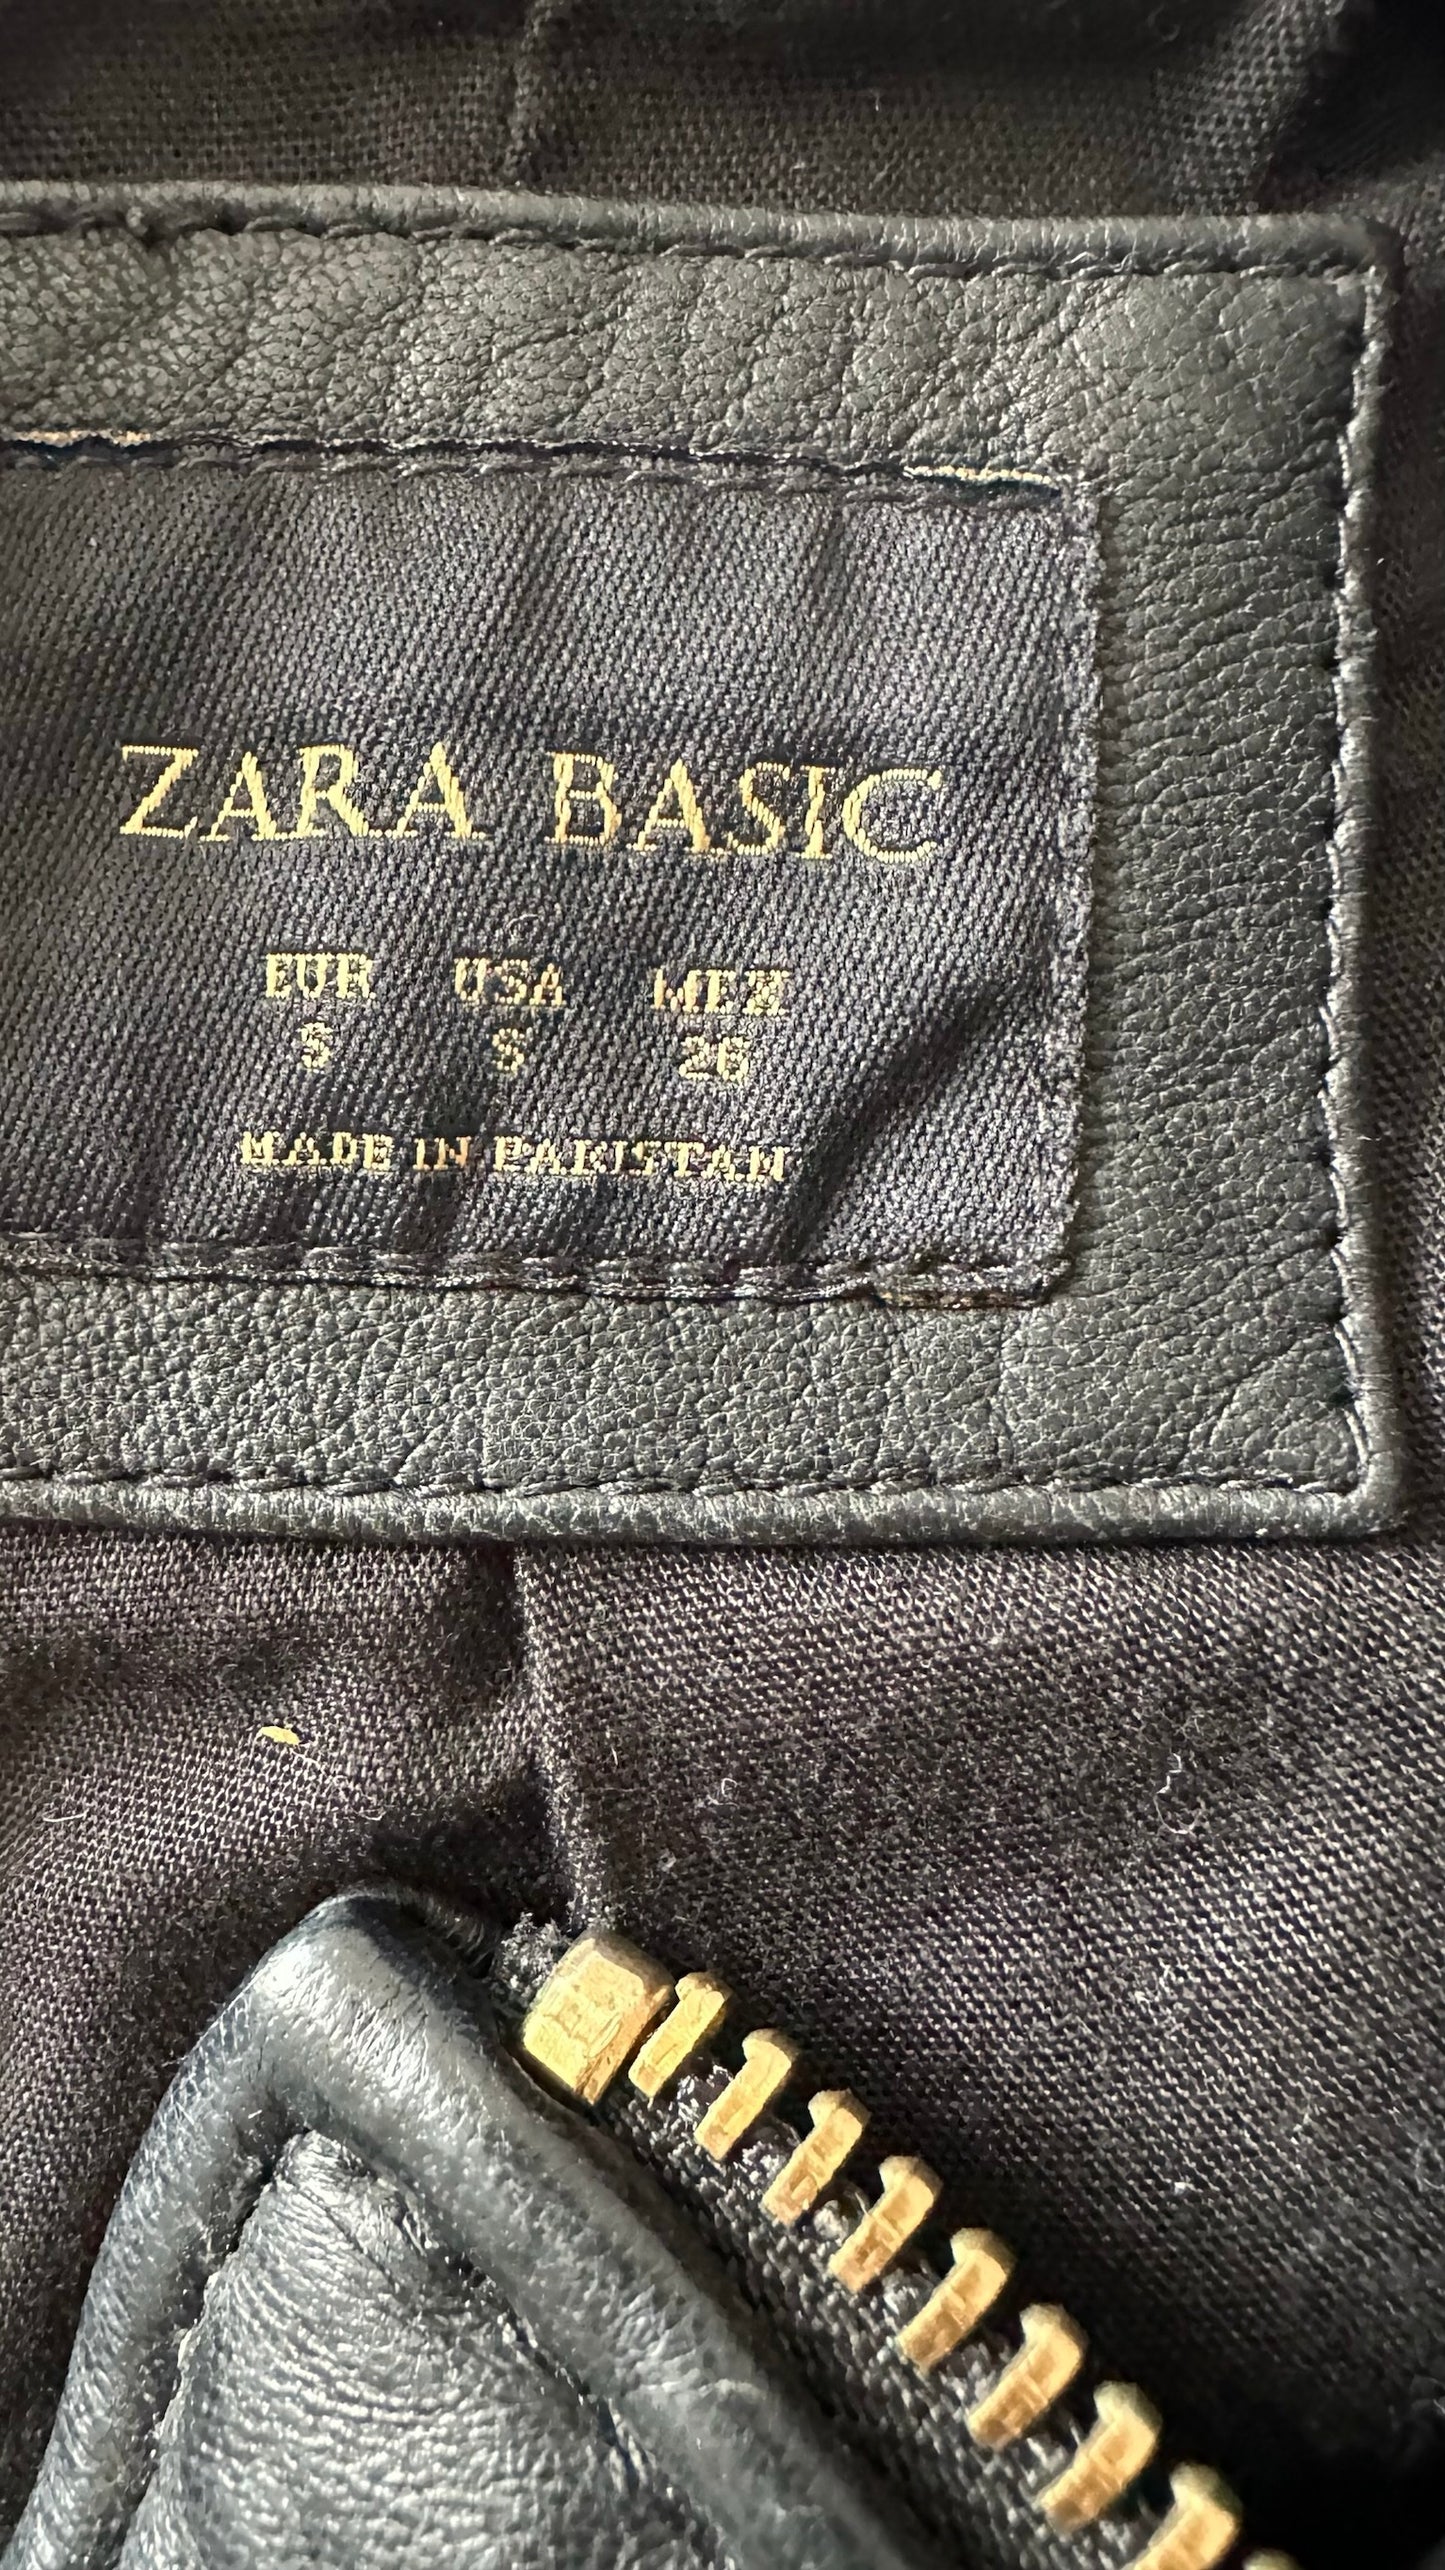 ZARA BASIC
EUR USA MEX
S S 26
MADE IN PAKISTAN